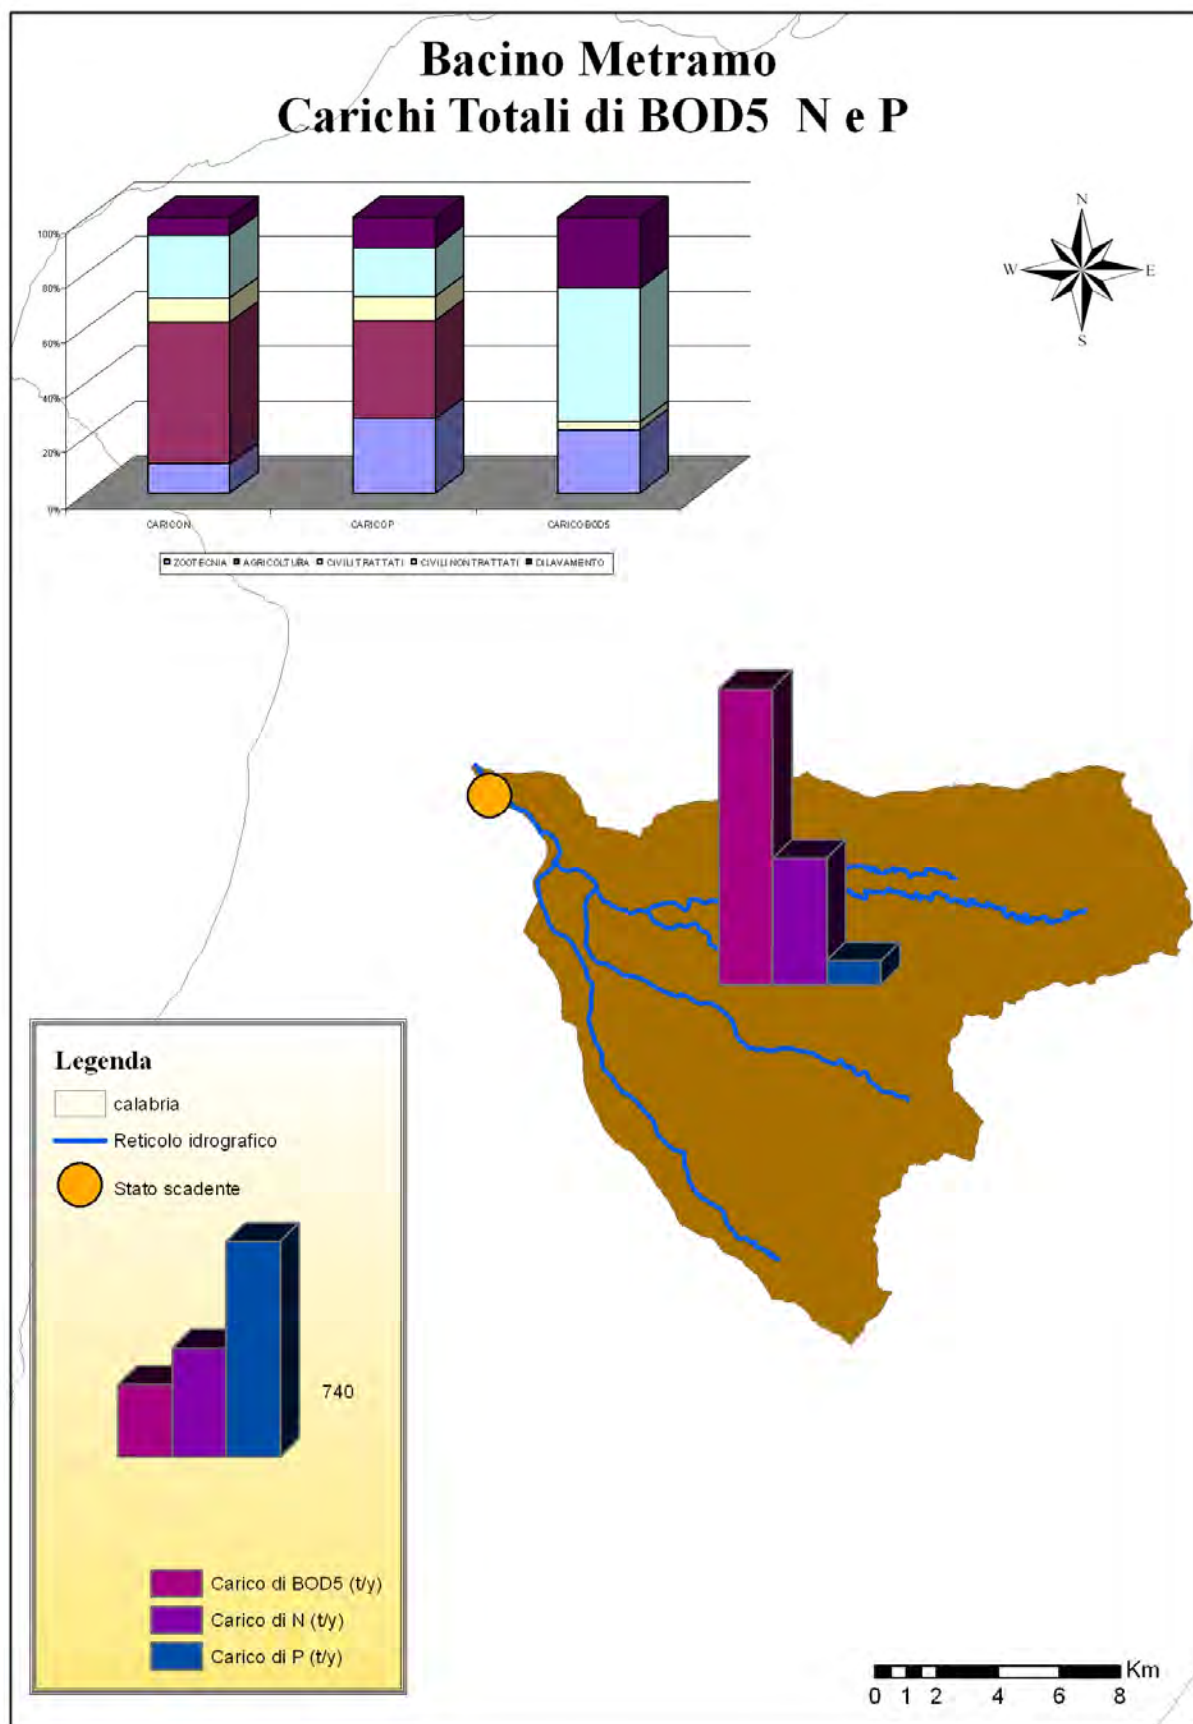 Bacino Metramo
Carichi Totali di BOD5 N e P
100%
80%
60%
40%
20%
0%
CARICO N
CARICO P
CARICO BOD5
ZOOTECNIA AGRICOLTURA CIVILI TRATTATI CIVILI NON TRATTATI DILAVAMENTO
N
W E
S
Legenda
calabria
Reticolo idrografico
Stato scadente
740
Carico di BOD5 (t/y)
Carico di N (t/y)
Carico di P (t/y)
Km
0 1 2 4 6 8